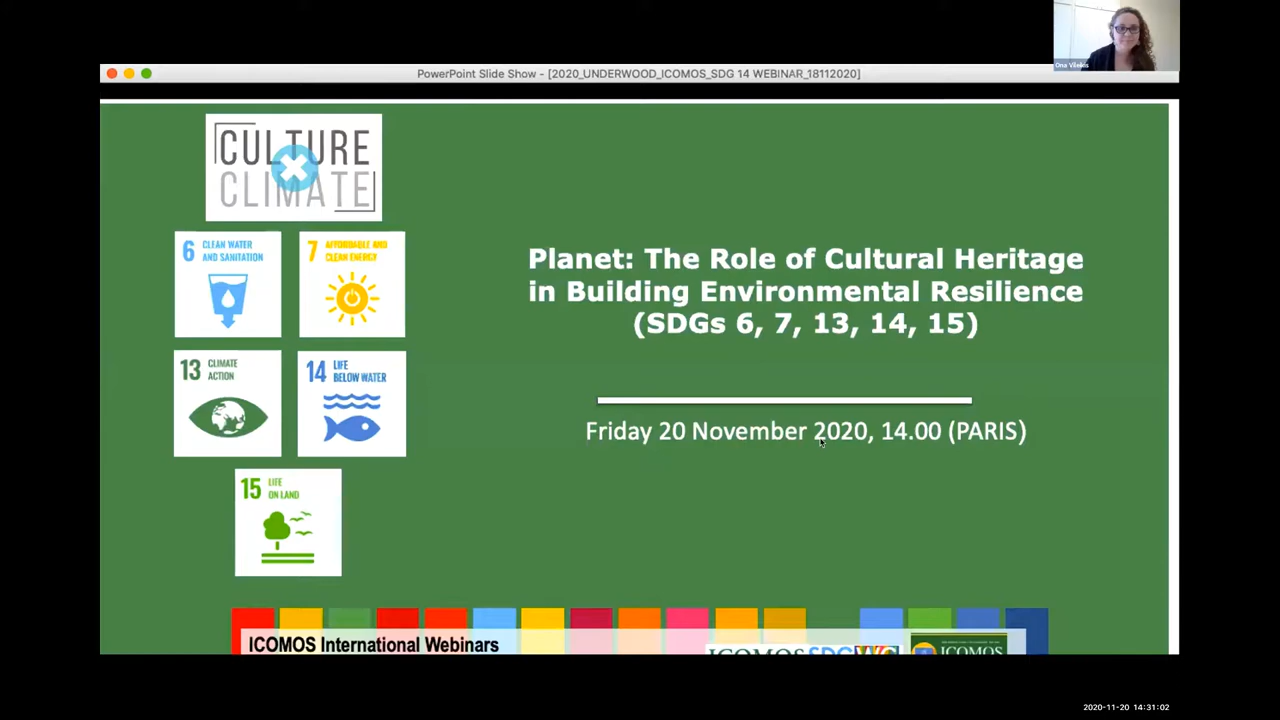 Ona Vileikis
PowerPoint Slide Show - [2020_UNDERWOOD_ICOMOS_SDG 14 WEBINAR_18112020]
CULTURE
CLIMATE
6 CLEAN WATER
AND SANITATION
7 AFFORDABLE AND
CLEAN ENERGY
13 CLIMATE
ACTION
14 LIFE
BELOW WATER
15 LIFE
ON LAND
Planet: The Role of Cultural Heritage
in Building Environmental Resilience
(SDGs 6, 7, 13, 14, 15)
Friday 20 November 2020, 14.00 (PARIS)
ICOMOS International Webinars
ICOMOS SDGWG
ICOMOS
2020-11-20 14:31:02